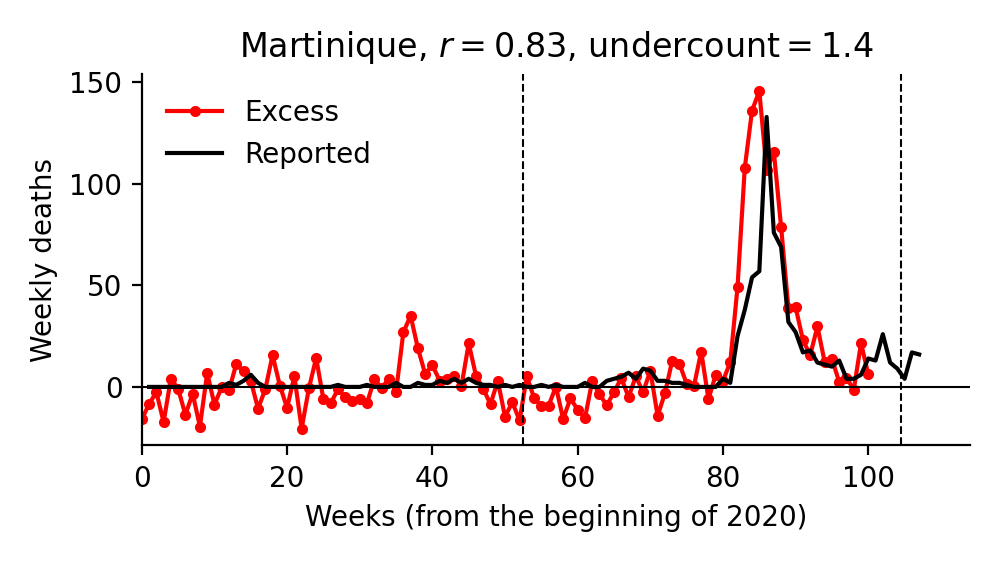 Martinique, r = 0.83, undercount = 1.4
Excess
Reported
Weekly deaths
150
100
50
0
0 20 40 60 80 100
Weeks (from the beginning of 2020)